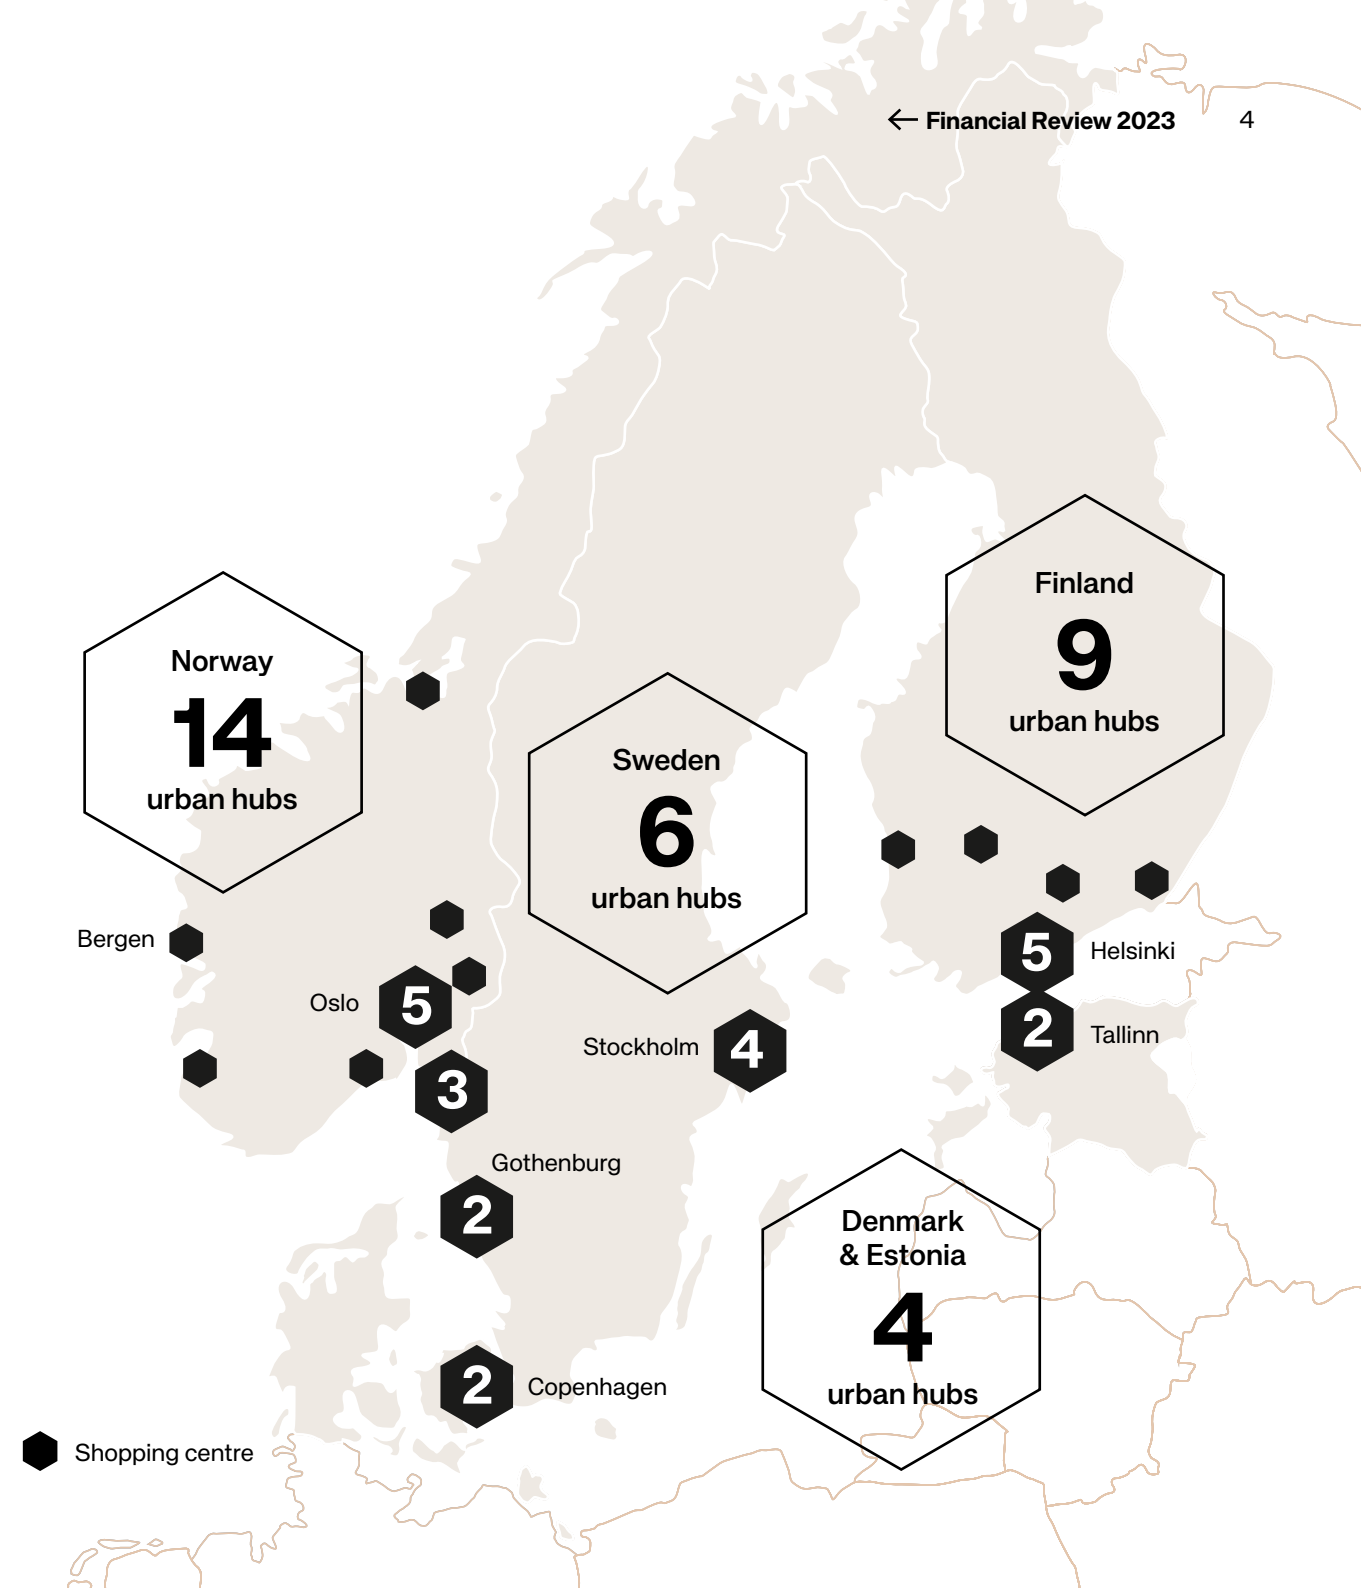 ← Financial Review 2023 4
Finland
9
urban hubs
Norway
14
urban hubs
Sweden
6
urban hubs
Bergen
Oslo
5
3
Stockholm
4
5
Helsinki
2
Tallinn
Gothenburg
2
Denmark
& Estonia
4
urban hubs
2
Copenhagen
Shopping centre